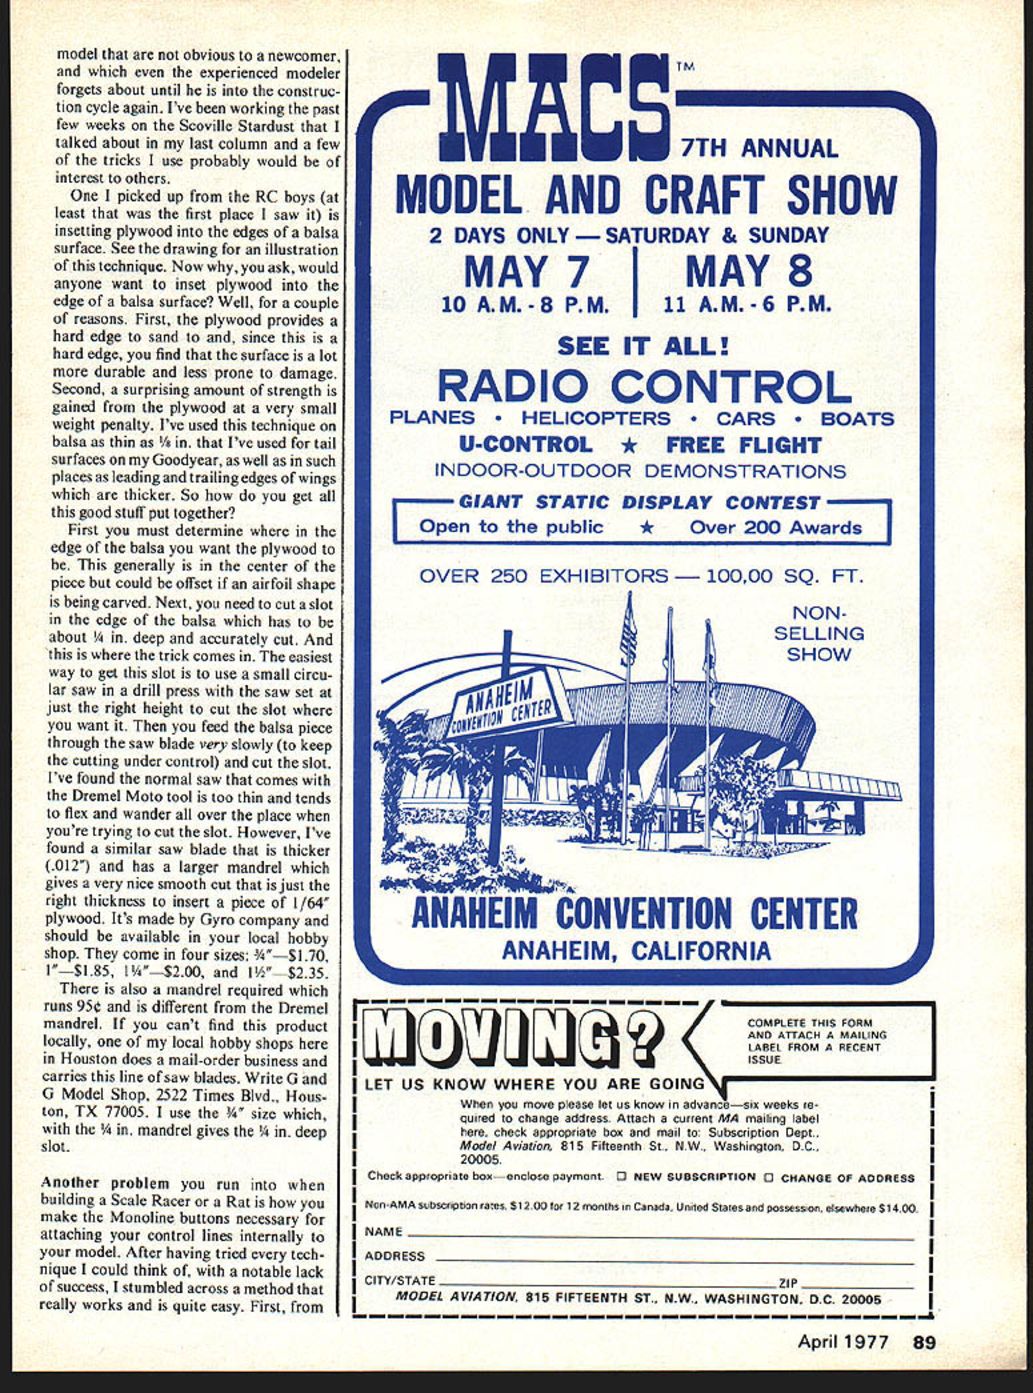 model that are not obvious to a newcomer,
and which even the experienced modeler
forgets about until he is into the construc-
tion cycle again. I've been working the past
few weeks on the Scoville Stardust that I
talked about in my last column and a few
of the tricks I use probably would be of
interest to others.
One I picked up from the RC boys (at
least that was the first place I saw it) is
insetting plywood into the edges of a balsa
surface. See the drawing for an illustration
of this technique. Now why, you ask, would
anyone want to inset plywood into the
edge of a balsa surface? Well, for a couple
of reasons. First, the plywood provides a
hard edge to sand to and, since this is a
hard edge, you find that the surface is a lot
more durable and less prone to damage.
Second, a surprising amount of strength is
gained from the plywood at a very small
weight penalty. I've used this technique on
balsa as thin as ⅛ in. that I've used for tail
surfaces on my Goodyear, as well as in such
places as leading and trailing edges of wings
which are thicker. So how do you get all
this good stuff put together?
First you must determine where in the
edge of the balsa you want the plywood to
be. This generally is in the center of the
piece but could be offset if an airfoil shape
is being carved. Next, you need to cut a slot
in the edge of the balsa which has to be
about ¼ in. deep and accurately cut. And
this is where the trick comes in. The easiest
way to get this slot is to use a small circu-
lar saw in a drill press with the saw set at
just the right height to cut the slot where
you want it. Then you feed the balsa piece
through the saw blade very slowly (to keep
the cutting under control) and cut the slot.
I've found the normal saw that comes with
the Dremel Moto tool is too thin and tends
to flex and wander all over the place when
you're trying to cut the slot. However, I've
found a similar saw blade that is thicker
(.012") and has a larger mandrel which
gives a very nice smooth cut that is just the
right thickness to insert a piece of 1/64"
plywood. It's made by Gyro company and
should be available in your local hobby
shop. They come in four sizes: ¾"—$1.70,
1"—$1.85, 1¼"—$2.00, and 1½"—$2.35.
There is also a mandrel required which
runs 95¢ and is different from the Dremel
mandrel. If you can't find this product
locally, one of my local hobby shops here
in Houston does a mail-order business and
carries this line of saw blades. Write G and
G Model Shop, 2522 Times Blvd., Hous-
ton, TX 77005. I use the ¾" size which,
with the ¼ in. mandrel gives the ¼ in. deep
slot.
Another problem you run into when
building a Scale Racer or a Rat is how you
make the Monoline buttons necessary for
attaching your control lines internally to
your model. After having tried every tech-
nique I could think of, with a notable lack
of success, I stumbled across a method that
really works and is quite easy. First, from
MACS™
7TH ANNUAL
MODEL AND CRAFT SHOW
2 DAYS ONLY — SATURDAY & SUNDAY
MAY 7 MAY 8
10 A.M. - 8 P.M. 11 A.M. - 6 P.M.
SEE IT ALL!
RADIO CONTROL
PLANES • HELICOPTERS • CARS • BOATS
U-CONTROL ★ FREE FLIGHT
INDOOR-OUTDOOR DEMONSTRATIONS
GIANT STATIC DISPLAY CONTEST
Open to the public ★ Over 200 Awards
OVER 250 EXHIBITORS — 100,00 SQ. FT.
NON-
SELLING
SHOW
ANAHEIM
CONVENTION CENTER
ANAHEIM CONVENTION CENTER
ANAHEIM, CALIFORNIA
MOVING?
COMPLETE THIS FORM
AND ATTACH A MAILING
LABEL FROM A RECENT
ISSUE
LET US KNOW WHERE YOU ARE GOING
When you move please let us know in advance—six weeks re-
quired to change address. Attach a current MA mailing label
here, check appropriate box and mail to: Subscription Dept.,
Model Aviation, 815 Fifteenth St., N.W., Washington, D.C.,
20005.
Check appropriate box—enclose payment. ☐ NEW SUBSCRIPTION ☐ CHANGE OF ADDRESS
Non-AMA subscription rates, $12.00 for 12 months in Canada, United States and possession, elsewhere $14.00.
NAME
ADDRESS
CITY/STATE ZIP
MODEL AVIATION, 815 FIFTEENTH ST., N.W., WASHINGTON, D.C. 20005
April 1977 89